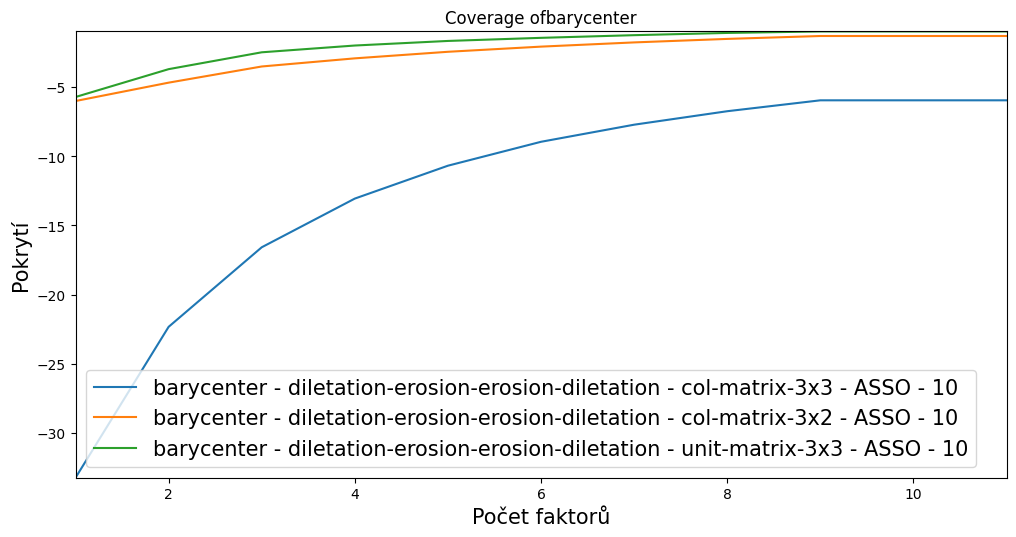 Coverage ofbarycenter
Pokrytí
−5
−10
−15
−20
−25
−30
barycenter - diletation-erosion-erosion-diletation - col-matrix-3x3 - ASSO - 10
barycenter - diletation-erosion-erosion-diletation - col-matrix-3x2 - ASSO - 10
barycenter - diletation-erosion-erosion-diletation - unit-matrix-3x3 - ASSO - 10
2 4 6 8 10
Počet faktorů